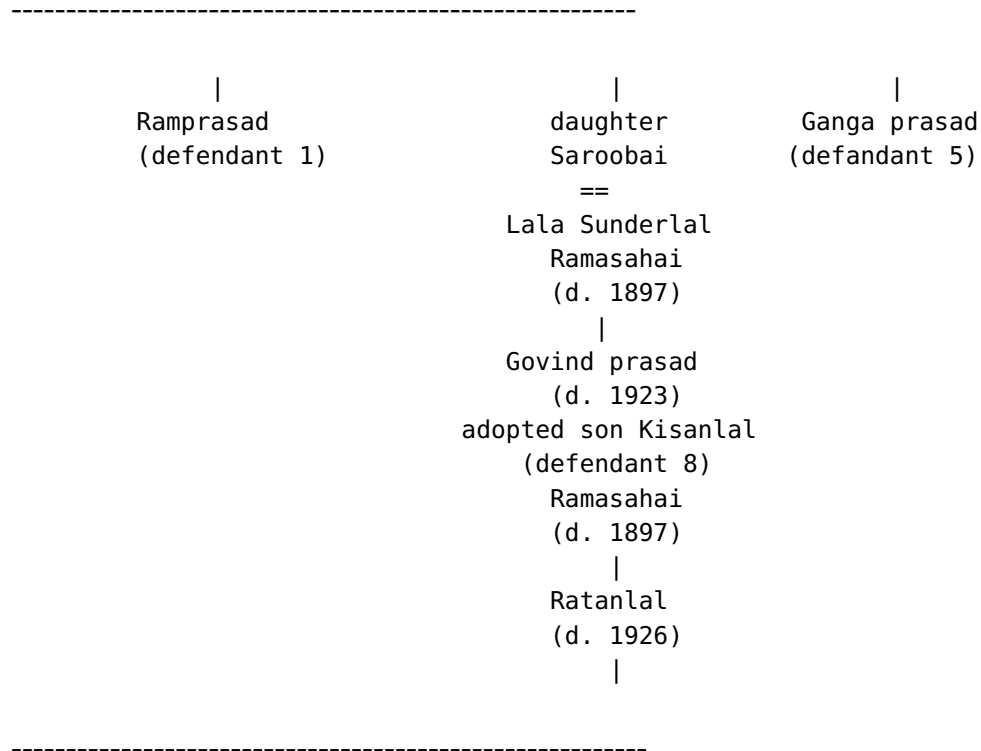 ---------------------------------------------------------
| | |
Ramprasad daughter Ganga prasad
(defendant 1) Saroobai (defandant 5)
==
Lala Sunderlal
Ramasahai
(d. 1897)
|
Govind prasad
(d. 1923)
adopted son Kisanlal
(defendant 8)
Ramasahai
(d. 1897)
|
Ratanlal
(d. 1926)
|
----------------------------------------------------------